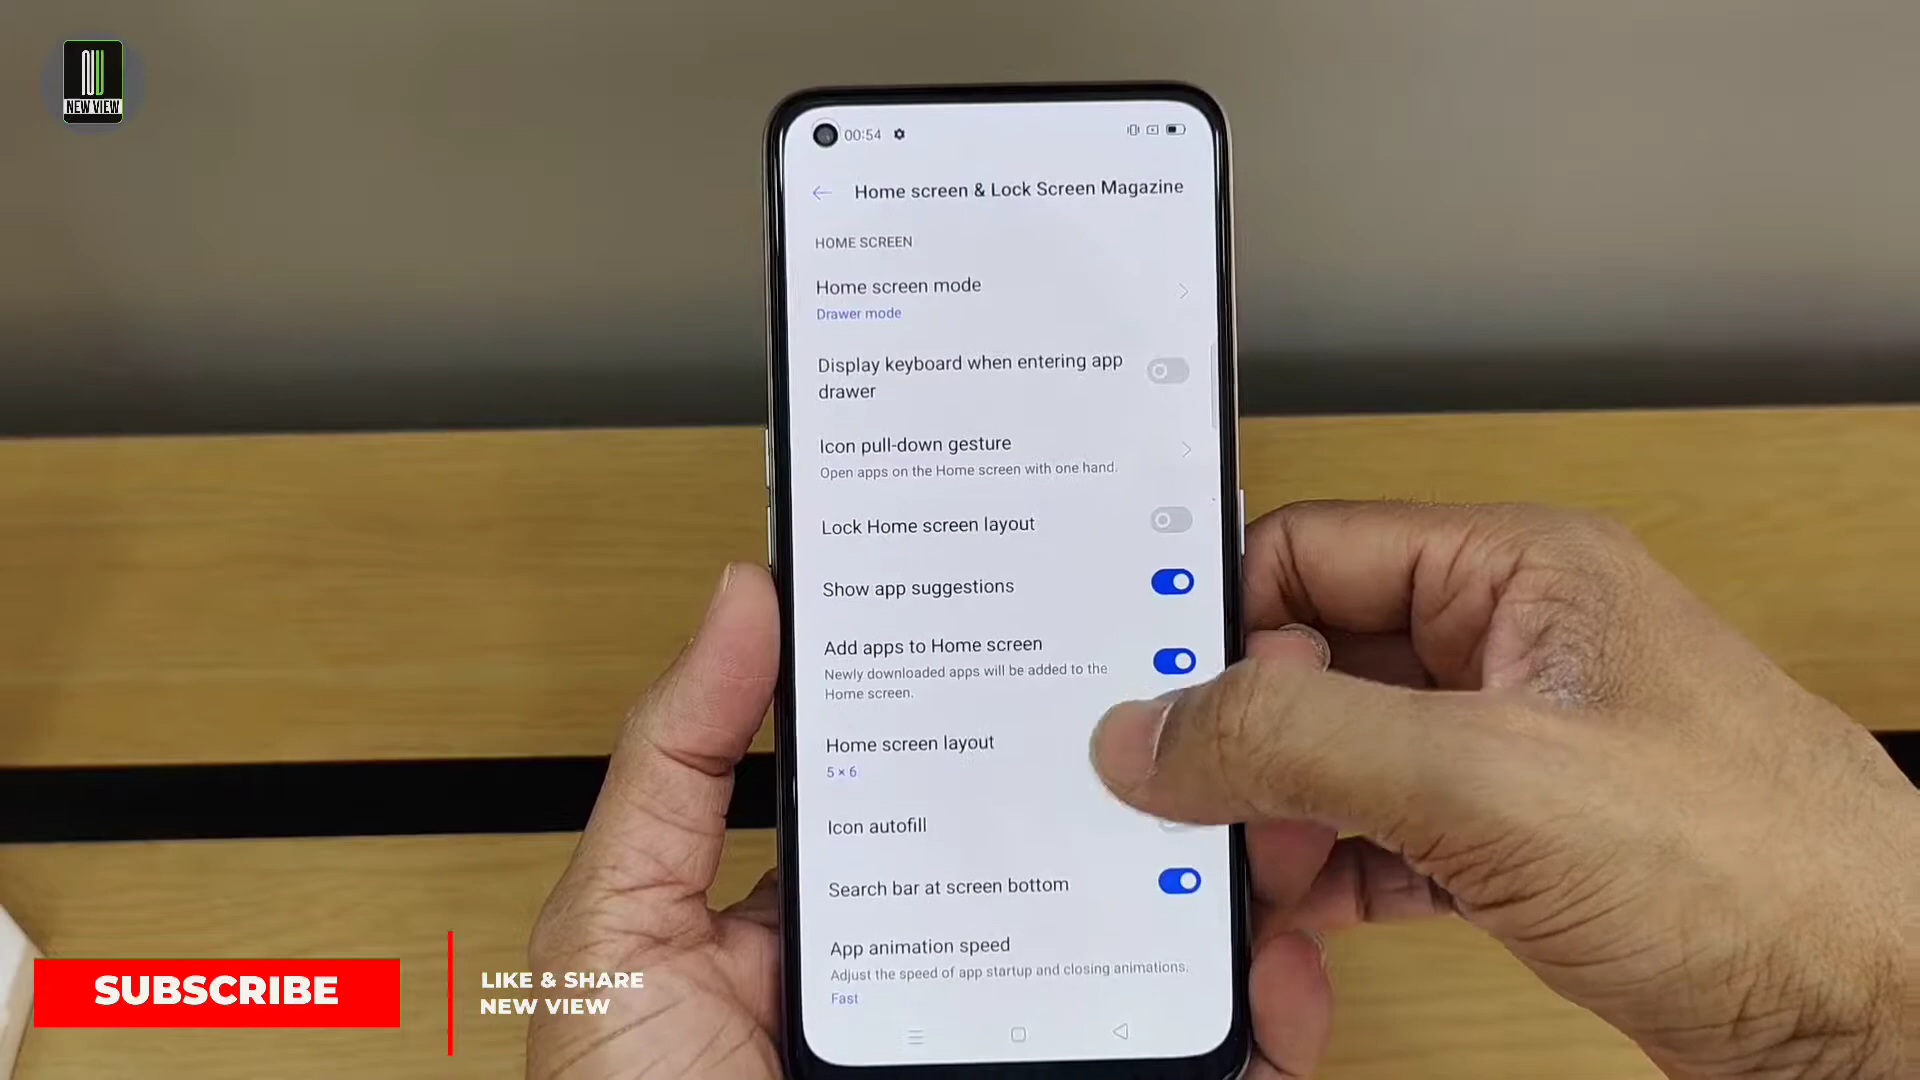 NEW VIEW
00:54
Home screen & Lock Screen Magazine
HOME SCREEN
Home screen mode
Drawer mode
Display keyboard when entering app
drawer
Icon pull-down gesture
Open apps on the Home screen with one hand.
Lock Home screen layout
Show app suggestions
Add apps to Home screen
Newly downloaded apps will be added to the
Home screen.
Home screen layout
5 × 6
Icon autofill
Search bar at screen bottom
App animation speed
Adjust the speed of app startup and closing animations.
Fast
SUBSCRIBE
LIKE & SHARE
NEW VIEW